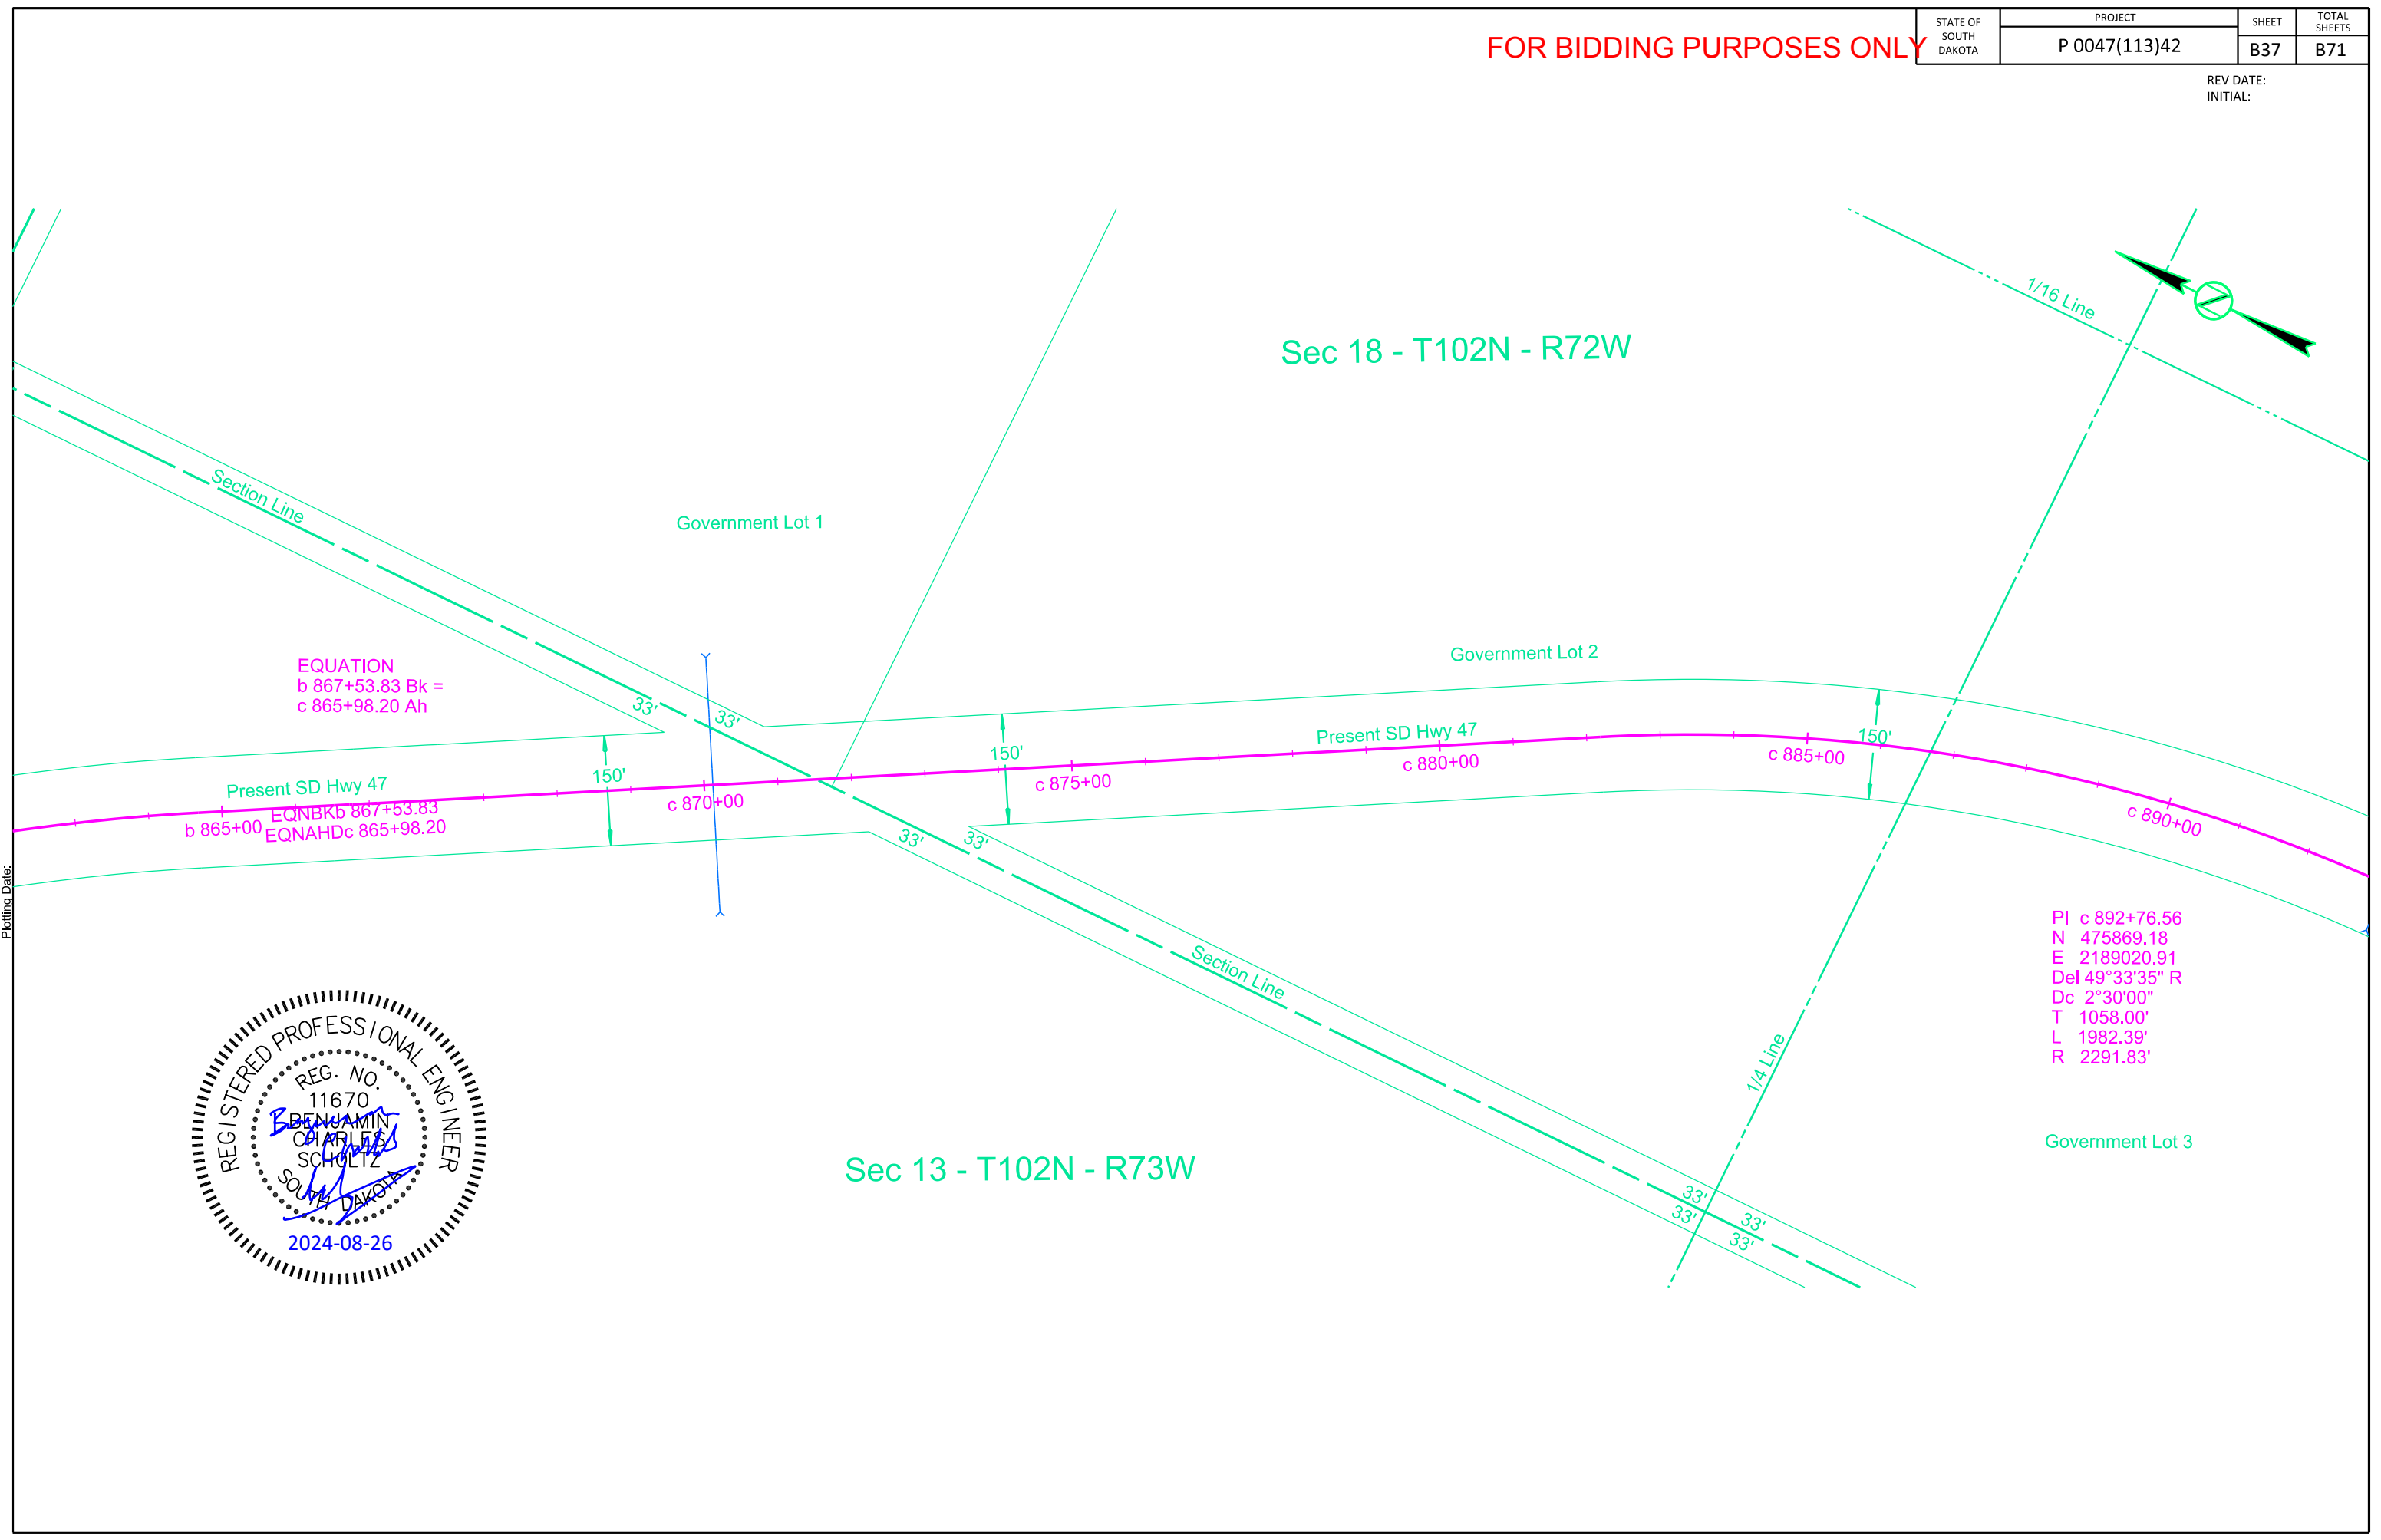 FOR BIDDING PURPOSES ONLY
STATE OF
SOUTH
DAKOTA
PROJECT
P 0047(113)42
SHEET
B37
TOTAL
SHEETS
B71
REV DATE:
INITIAL:
1/16 Line
N
Sec 18 - T102N - R72W
Section Line
Government Lot 1
Government Lot 2
EQUATION
b 867+53.83 Bk =
c 865+98.20 Ah
33'
33'
150'
150'
150'
Present SD Hwy 47
Present SD Hwy 47
b 865+00
EQNBKb 867+53.83
EQNAHDc 865+98.20
c 870+00
c 875+00
c 880+00
c 885+00
c 890+00
33'
33'
Plotting Date:
Section Line
PI c 892+76.56
N 475869.18
E 2189020.91
Del 49°33'35" R
Dc 2°30'00"
T 1058.00'
L 1982.39'
R 2291.83'
1/4 Line
Government Lot 3
Sec 13 - T102N - R73W
33'
33'
33'
33'
REGISTERED PROFESSIONAL ENGINEER
REG. NO.
11670
BENJAMIN
CHARLES
SCHOLTZ
SOUTH DAKOTA
2024-08-26